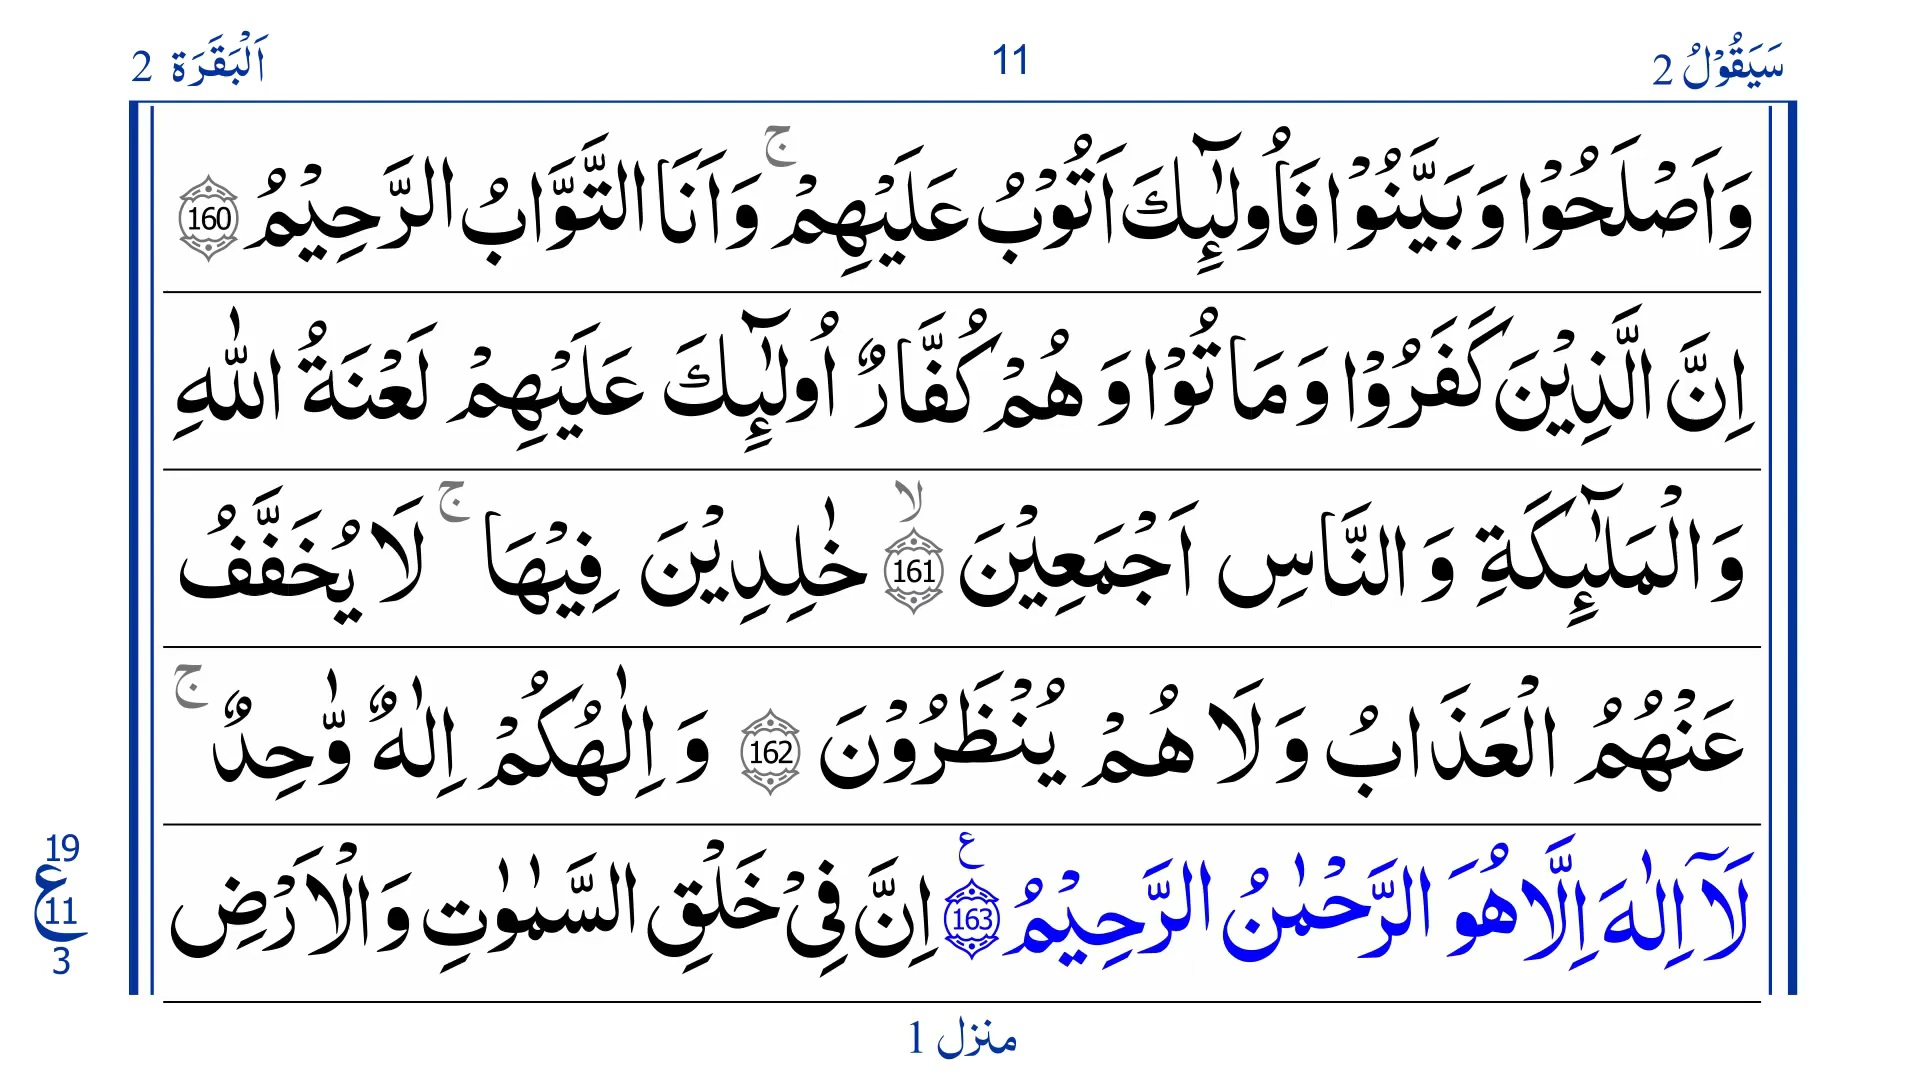 سَيَقُوْلُ 2
11
اَلْبَقَرَة 2
وَاَصْلَحُوْا وَبَيَّنُوْا فَاُولٰٓئِكَ اَتُوْبُ عَلَيْهِمْ ۚ وَاَنَا التَّوَّابُ الرَّحِيْمُ 160
اِنَّ الَّذِيْنَ كَفَرُوْا وَمَاتُوْا وَهُمْ كُفَّارٌ اُولٰٓئِكَ عَلَيْهِمْ لَعْنَةُ اللّٰهِ
وَالْمَلٰٓئِكَةِ وَالنَّاسِ اَجْمَعِيْنَ ۙ 161 خٰلِدِيْنَ فِيْهَا ۚ لَا يُخَفَّفُ
عَنْهُمُ الْعَذَابُ وَلَا هُمْ يُنْظَرُوْنَ 162 وَاِلٰهُكُمْ اِلٰهٌ وَّاحِدٌ ۚ
لَآ اِلٰهَ اِلَّا هُوَ الرَّحْمٰنُ الرَّحِيْمُ ع 163 اِنَّ فِيْ خَلْقِ السَّمٰوٰتِ وَالْاَرْضِ
19
ع 11
3
منزل 1